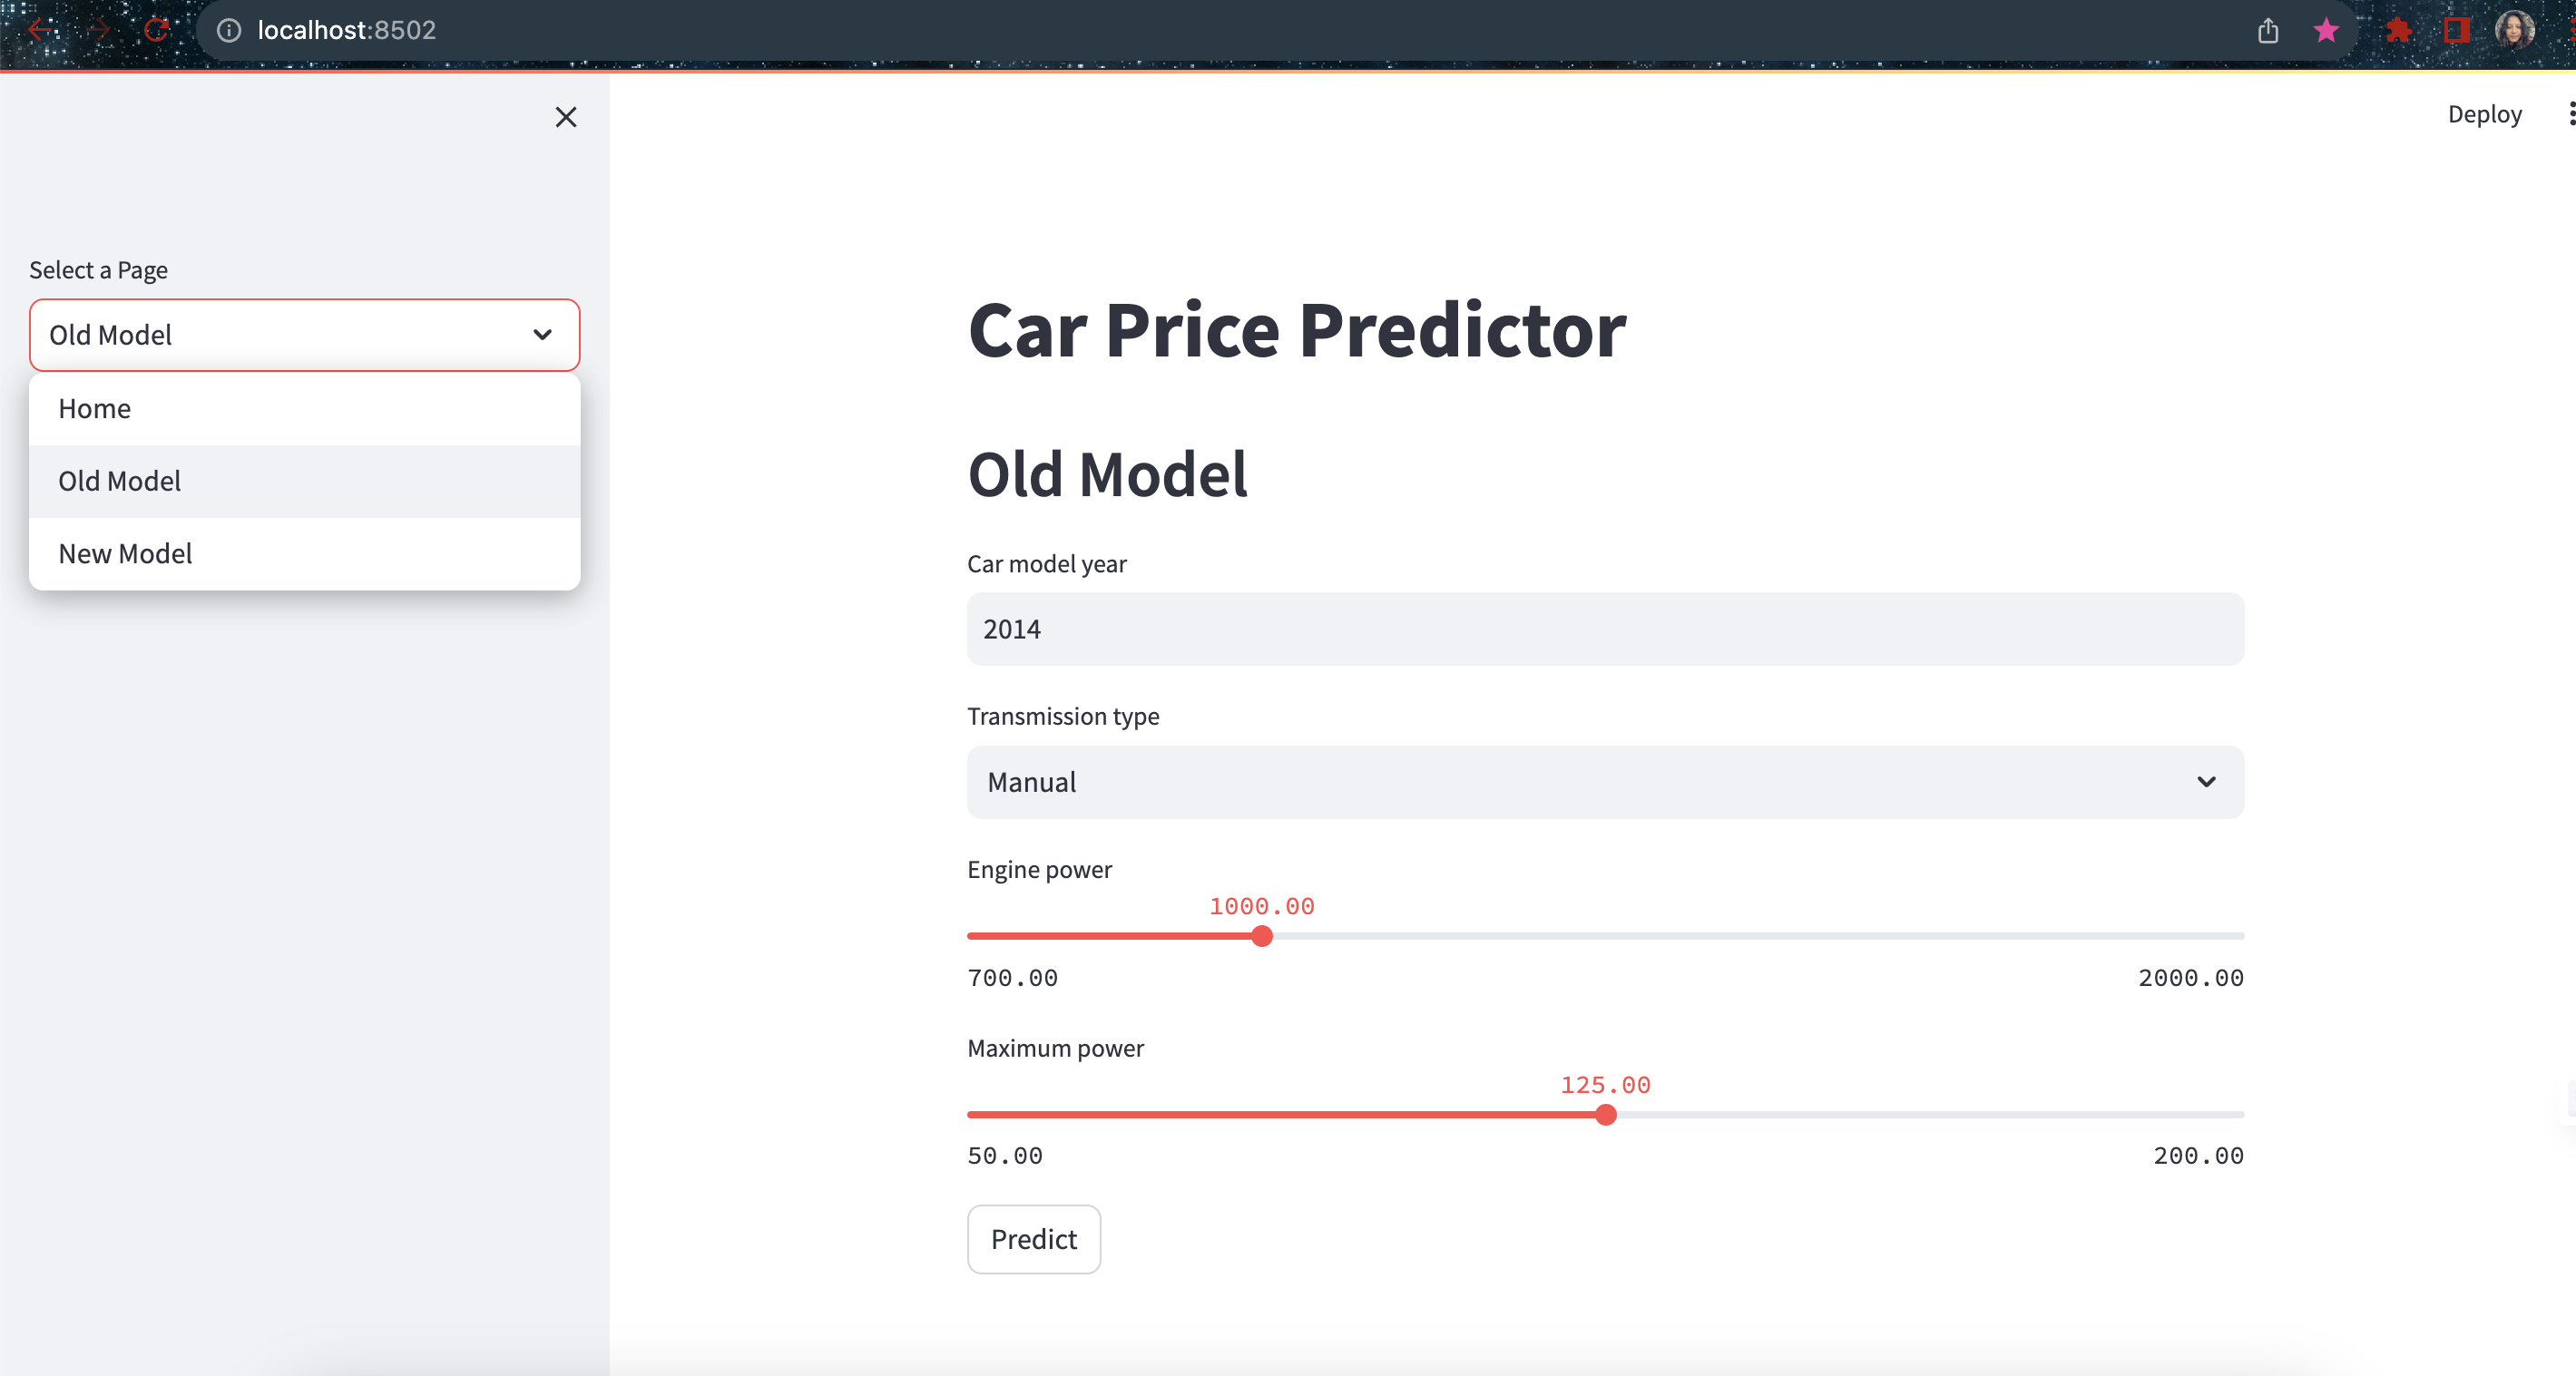 localhost:8502
Deploy
Select a Page
Old Model
Home
Old Model
New Model
Car Price Predictor
Old Model
Car model year
2014
Transmission type
Manual
Engine power
1000.00
700.00 2000.00
Maximum power
125.00
50.00 200.00
Predict